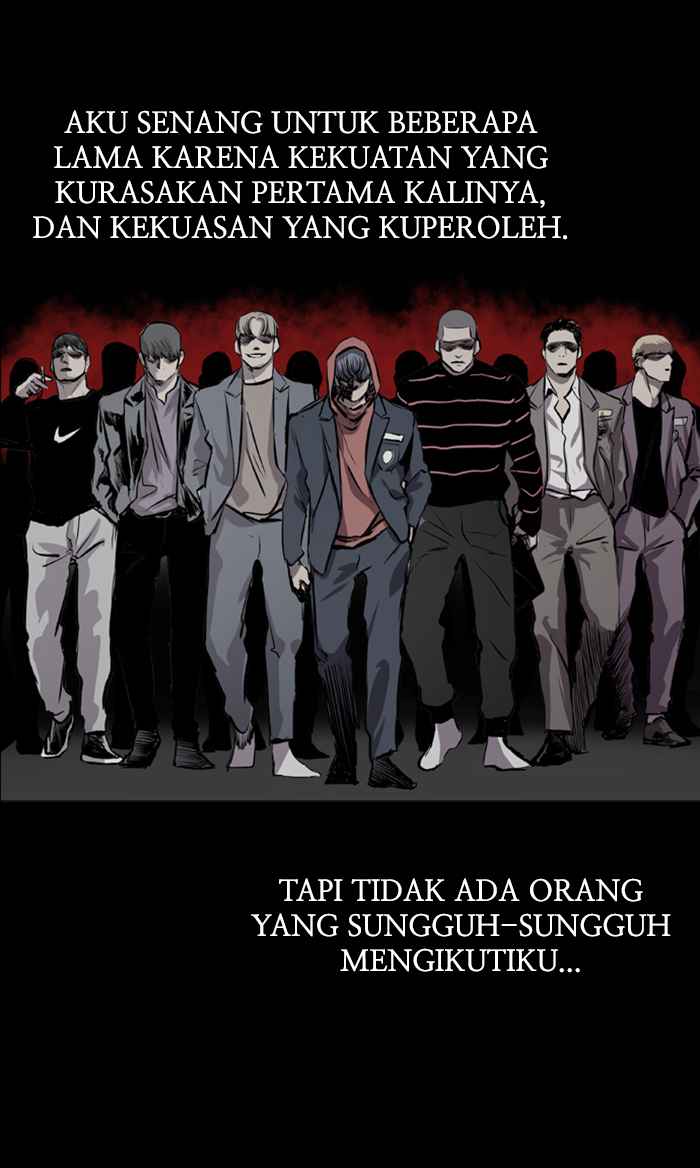 AKU SENANG UNTUK BEBERAPA
LAMA KARENA KEKUATAN YANG
KURASAKAN PERTAMA KALINYA,
DAN KEKUASAN YANG KUPEROLEH.
TAPI TIDAK ADA ORANG
YANG SUNGGUH-SUNGGUH
MENGIKUTIKU...